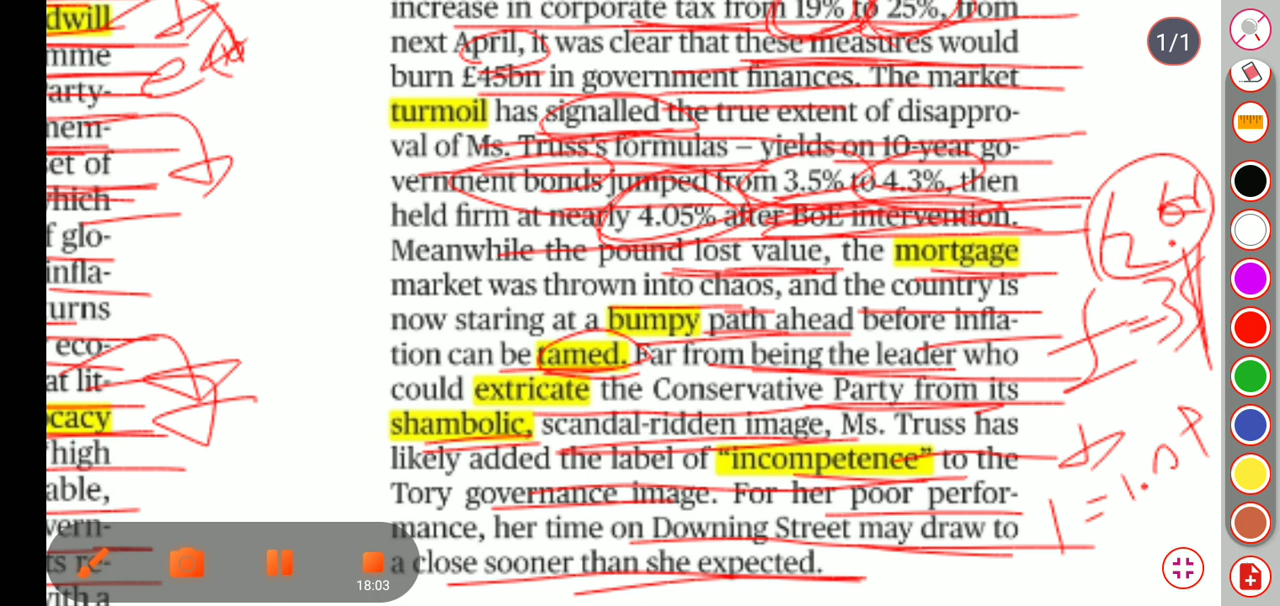 dwill
mme
arty-
nem-
set of
which
f glo-
infla-
urns
eco-
at lit-
cacy
high
able,
vern-
ts re-
with a
increase in corporate tax from 19% to 25%, from
next April, it was clear that these measures would
burn £45bn in government finances. The market
turmoil has signalled the true extent of disappro-
val of Ms. Truss's formulas – yields on 10-year go-
vernment bonds jumped from 3.5% to 4.3%, then
held firm at nearly 4.05% after BoE intervention.
Meanwhile the pound lost value, the mortgage
market was thrown into chaos, and the country is
now staring at a bumpy path ahead before infla-
tion can be tamed. Far from being the leader who
could extricate the Conservative Party from its
shambolic, scandal-ridden image, Ms. Truss has
likely added the label of “incompetence” to the
Tory governance image. For her poor perfor-
mance, her time on Downing Street may draw to
a close sooner than she expected.
1/1
18:03